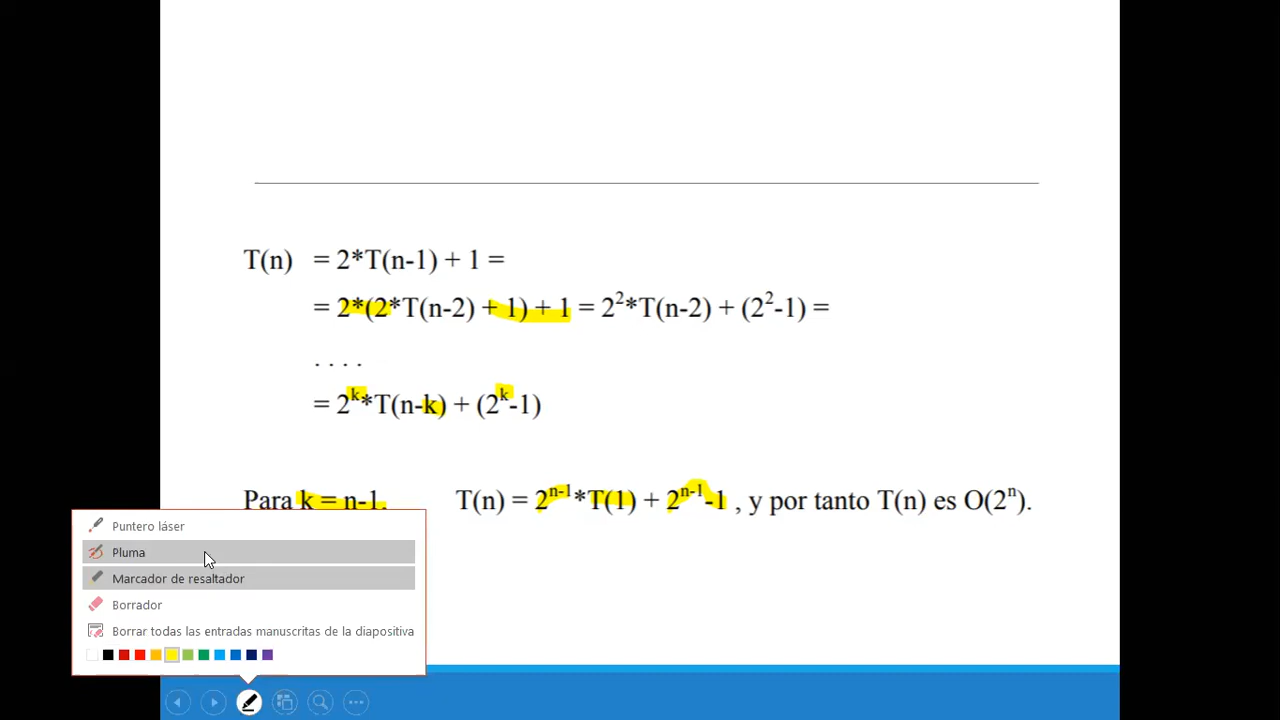 T(n) = 2*T(n-1) + 1 =
= 2*(2*T(n-2) + 1) + 1 = 2²*T(n-2) + (2²-1) =
. . . .
= 2ᵏ*T(n-k) + (2ᵏ-1)
Para k = n-1, T(n) = 2ⁿ⁻¹*T(1) + 2ⁿ⁻¹-1 , y por tanto T(n) es O(2ⁿ).
Puntero láser
Pluma
Marcador de resaltador
Borrador
Borrar todas las entradas manuscritas de la diapositiva